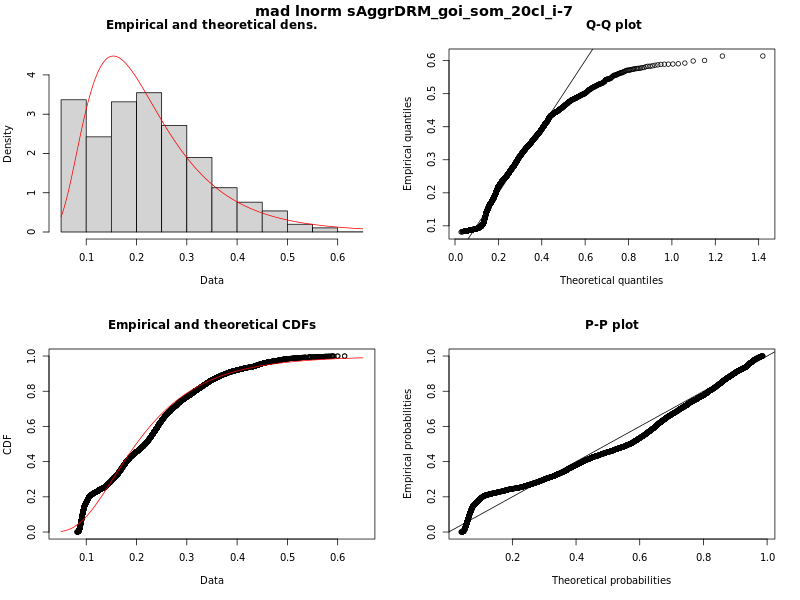 mad lnorm sAggrDRM_goi_som_20cl_i-7
Empirical and theoretical dens.
Density
0 1 2 3 4
0.1 0.2 0.3 0.4 0.5 0.6
Data
Q-Q plot
Empirical quantiles
0.1 0.2 0.3 0.4 0.5 0.6
0.0 0.2 0.4 0.6 0.8 1.0 1.2 1.4
Theoretical quantiles
Empirical and theoretical CDFs
CDF
0.0 0.2 0.4 0.6 0.8 1.0
0.1 0.2 0.3 0.4 0.5 0.6
Data
P-P plot
Empirical probabilities
0.0 0.2 0.4 0.6 0.8 1.0
0.2 0.4 0.6 0.8 1.0
Theoretical probabilities